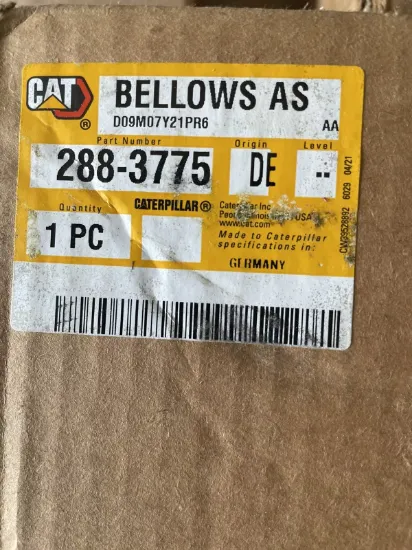 CAT
®
BELLOWS AS
D09M07Y21PR6
AA
Part Number
Origin
Level
288-3775
DE
--
Quantity
CATERPILLAR®
1 PC
Caterpillar Inc
USA
www.cat.com
Made to Caterpillar
specifications in:
GERMANY
6029 04/21